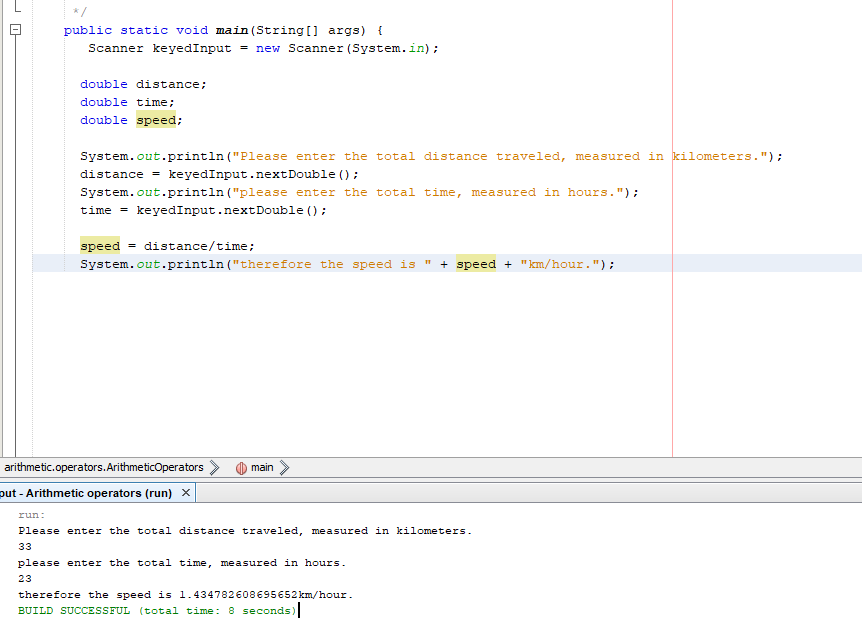 */
public static void main(String[] args) {
Scanner keyedInput = new Scanner(System.in);
double distance;
double time;
double speed;
System.out.println("Please enter the total distance traveled, measured in kilometers.");
distance = keyedInput.nextDouble();
System.out.println("please enter the total time, measured in hours.");
time = keyedInput.nextDouble();
speed = distance/time;
System.out.println("therefore the speed is " + speed + "km/hour.");
arithmetic.operators.ArithmeticOperators main
put - Arithmetic operators (run)
run:
Please enter the total distance traveled, measured in kilometers.
33
please enter the total time, measured in hours.
23
therefore the speed is 1.434782608695652km/hour.
BUILD SUCCESSFUL (total time: 8 seconds)